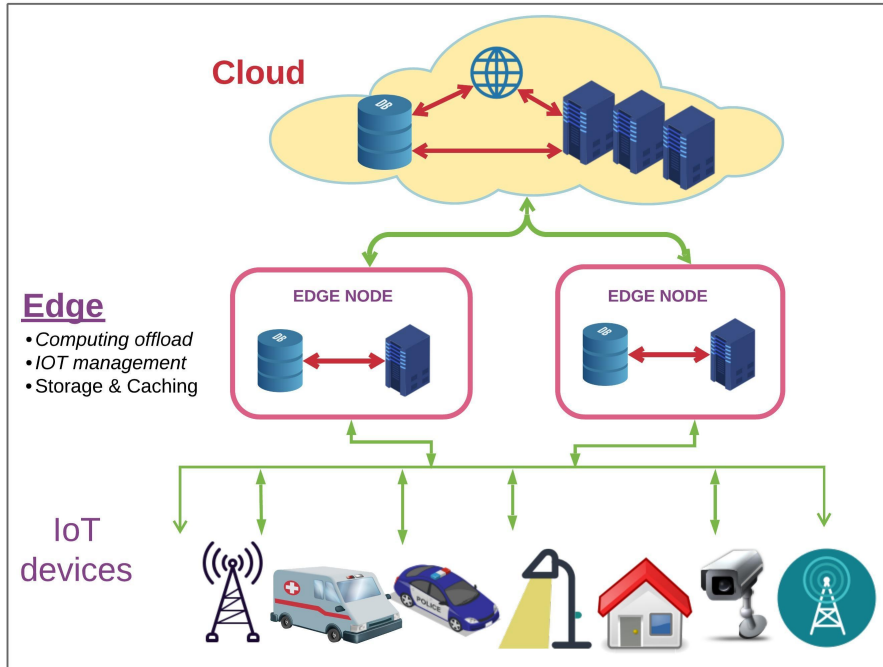 Cloud
DB
EDGE NODE
EDGE NODE
Edge
•Computing offload
•IOT management
•Storage & Caching
DB
DB
IoT
devices
POLICE